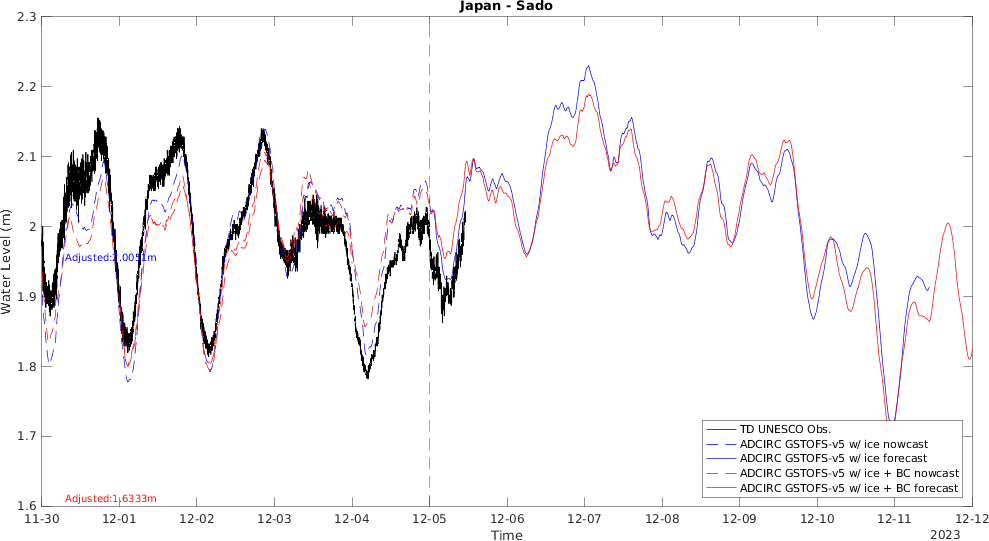 Japan - Sado
2.3
2.2
2.1
2
1.9
1.8
1.7
1.6
Water Level (m)
Adjusted:2.0051m
Adjusted:1.6333m
TD UNESCO Obs.
ADCIRC GSTOFS-v5 w/ ice nowcast
ADCIRC GSTOFS-v5 w/ ice forecast
ADCIRC GSTOFS-v5 w/ ice + BC nowcast
ADCIRC GSTOFS-v5 w/ ice + BC forecast
11-30 12-01 12-02 12-03 12-04 12-05 12-06 12-07 12-08 12-09 12-10 12-11 12-12
Time
2023